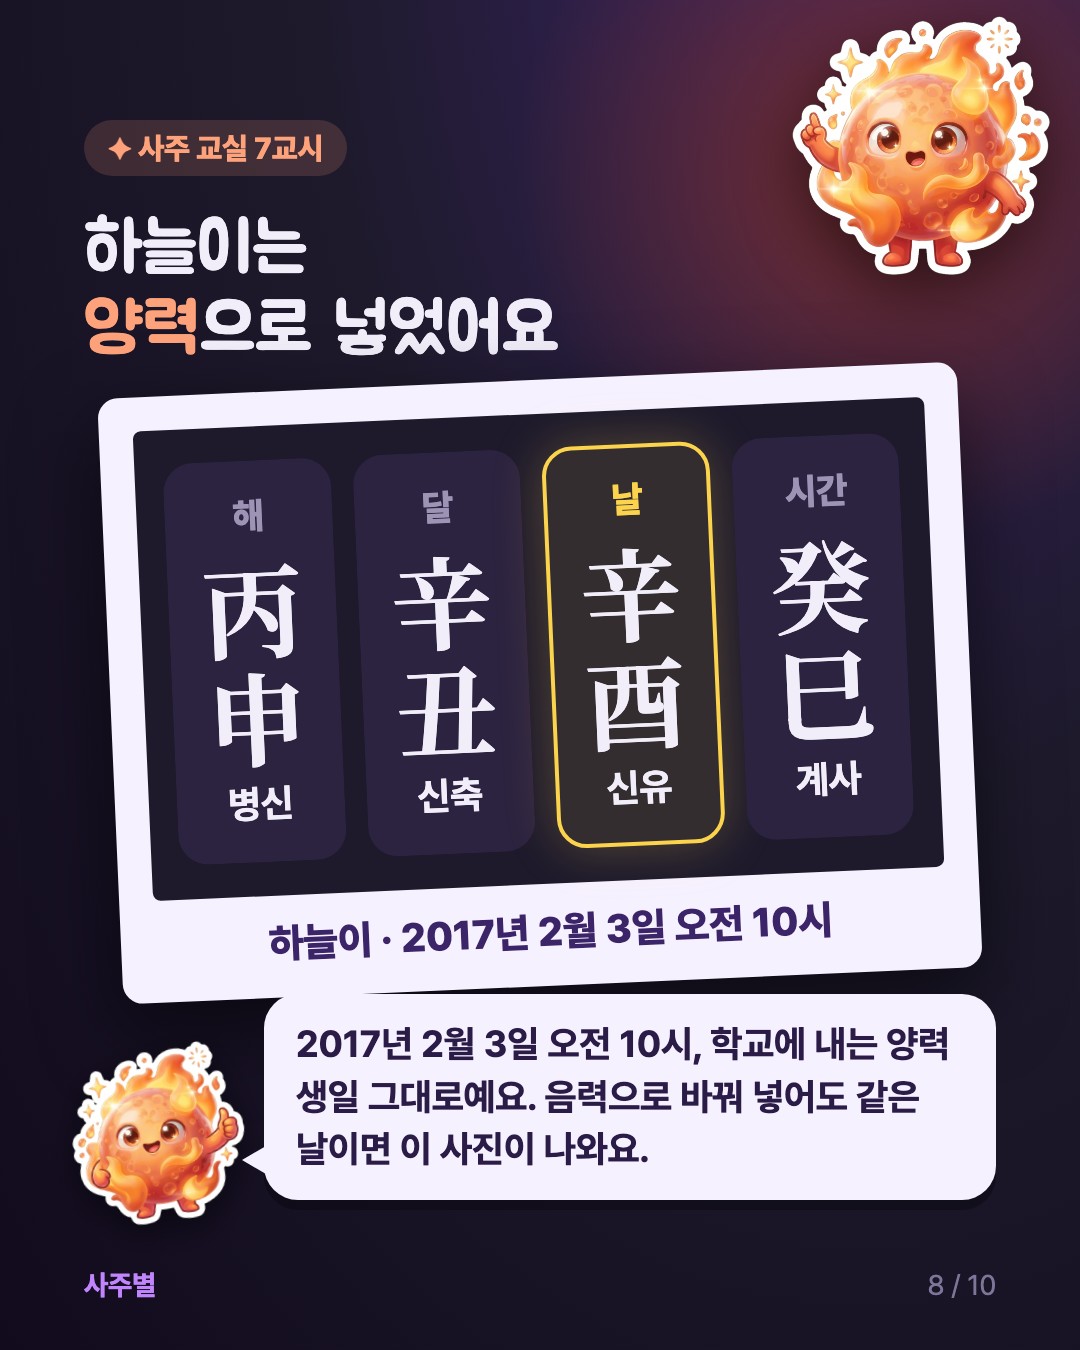 ✦ 사주 교실 7교시
하늘이는
양력으로 넣었어요
해 달 날 시간
丙 辛 辛 癸
申 丑 酉 巳
병신 신축 신유 계사
하늘이 · 2017년 2월 3일 오전 10시
2017년 2월 3일 오전 10시, 학교에 내는 양력
생일 그대로예요. 음력으로 바꿔 넣어도 같은
날이면 이 사진이 나와요.
사주별
8 / 10